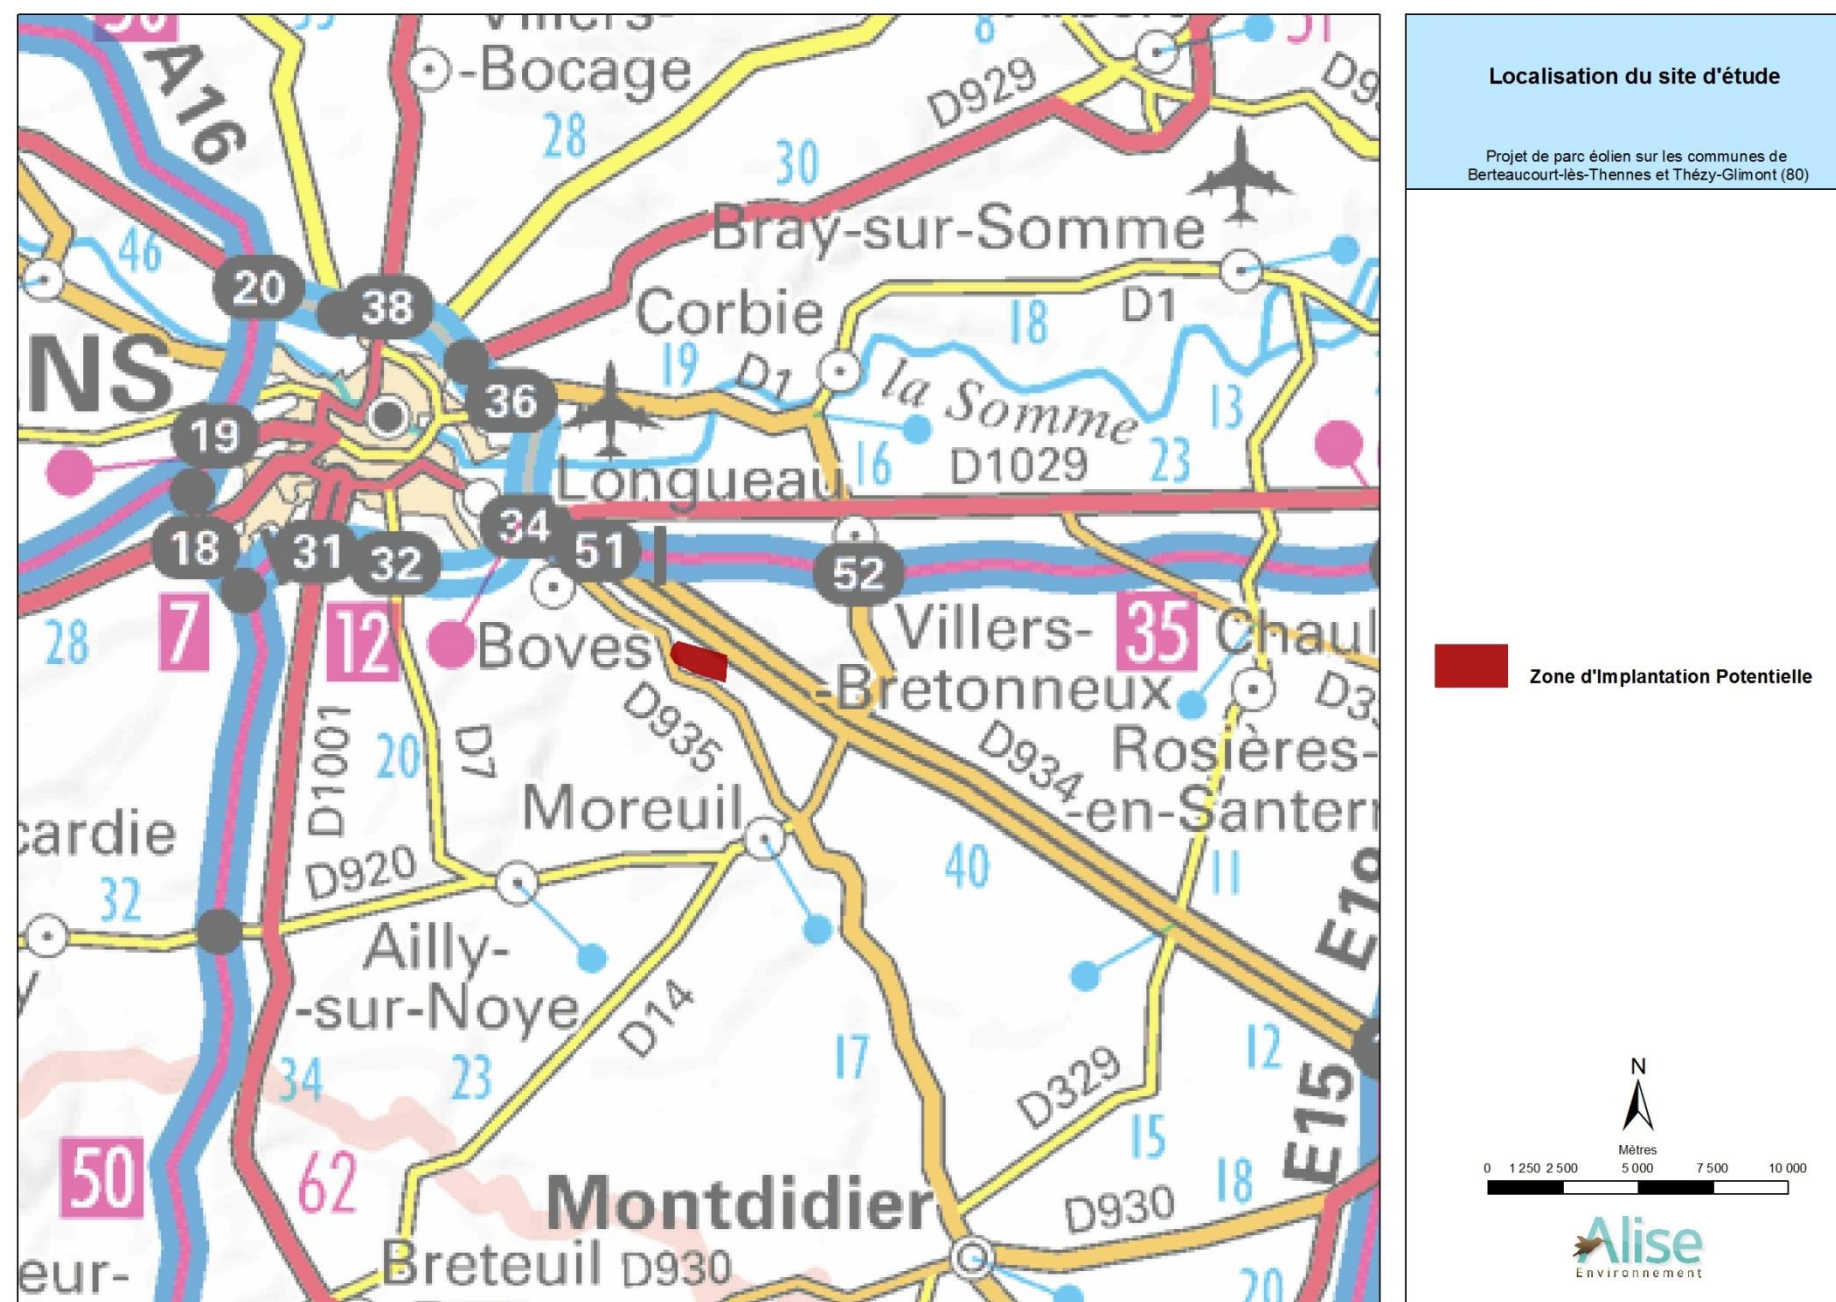 A16
-Bocage
8
D929
28
30
46
Bray-sur-Somme
20
38
Corbie
18
D1
NS
19
D1
la Somme
13
36
19
16
D1029
23
Longueau
34
51
18
31
32
52
7
12
28
Boves
Villers-
-Bretonneux
35
Chaul
D935
D934
Rosières-
-en-Santerr
D1001
20
D7
Moreuil
cardie
D920
32
40
11
E19
Ailly-
-sur-Noye
D14
34
23
17
12
D329
E15
15
50
62
Montdidier
D930
18
eur-
Breteuil
D930
20
Localisation du site d'étude
Projet de parc éolien sur les communes de
Berteaucourt-lès-Thennes et Thézy-Glimont (80)
Zone d'Implantation Potentielle
N
Mètres
0 1 250 2 500 5 000 7 500 10 000
Alise
Environnement